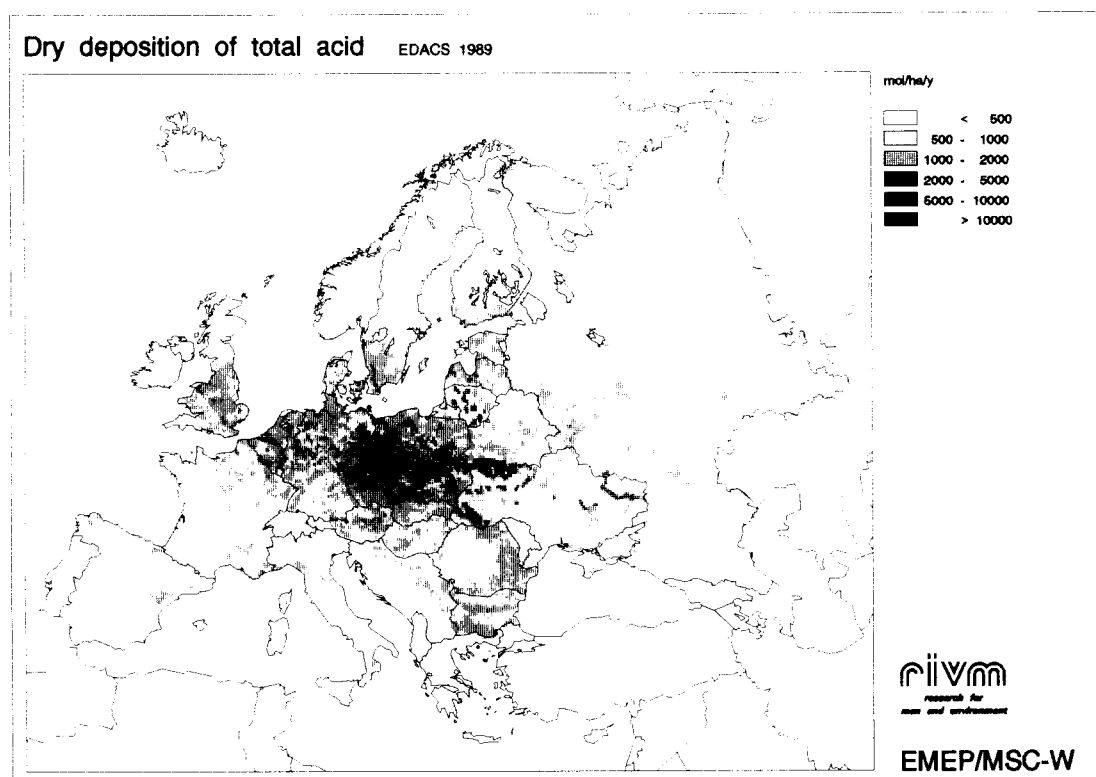 Dry deposition of total acid EDACS 1989
mol/ha/y
< 500
500 - 1000
1000 - 2000
2000 - 5000
5000 - 10000
> 10000
rivm
research for
man and environment
EMEP/MSC-W